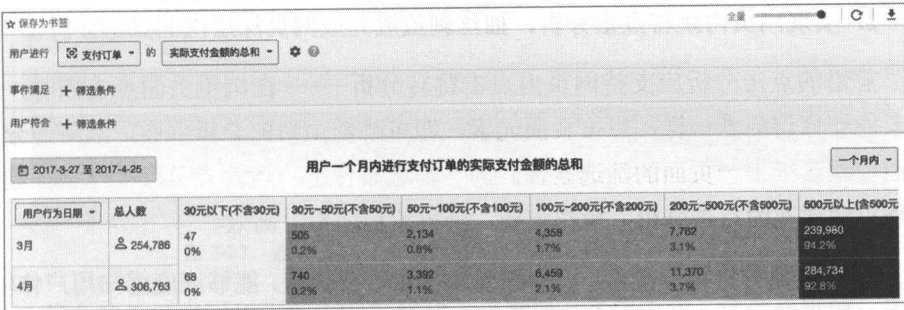 ☆ 保存为书签 全量
用户进行 支付订单 的 实际支付金额的总和
事件满足 + 筛选条件
用户符合 + 筛选条件
2017-3-27 至 2017-4-25 用户一个月内进行支付订单的实际支付金额的总和 一个月内
用户行为日期 总人数 30元以下(不含30元) 30元~50元(不含50元) 50元~100元(不含100元) 100元~200元(不含200元) 200元~500元(不含500元) 500元以上(含500元
3月 254,786 47 505 2,134 4,358 7,762 239,980
0% 0.2% 0.8% 1.7% 3.1% 94.2%
4月 306,763 68 740 3,392 6,459 11,370 284,734
0% 0.2% 1.1% 2.1% 3.7% 92.8%